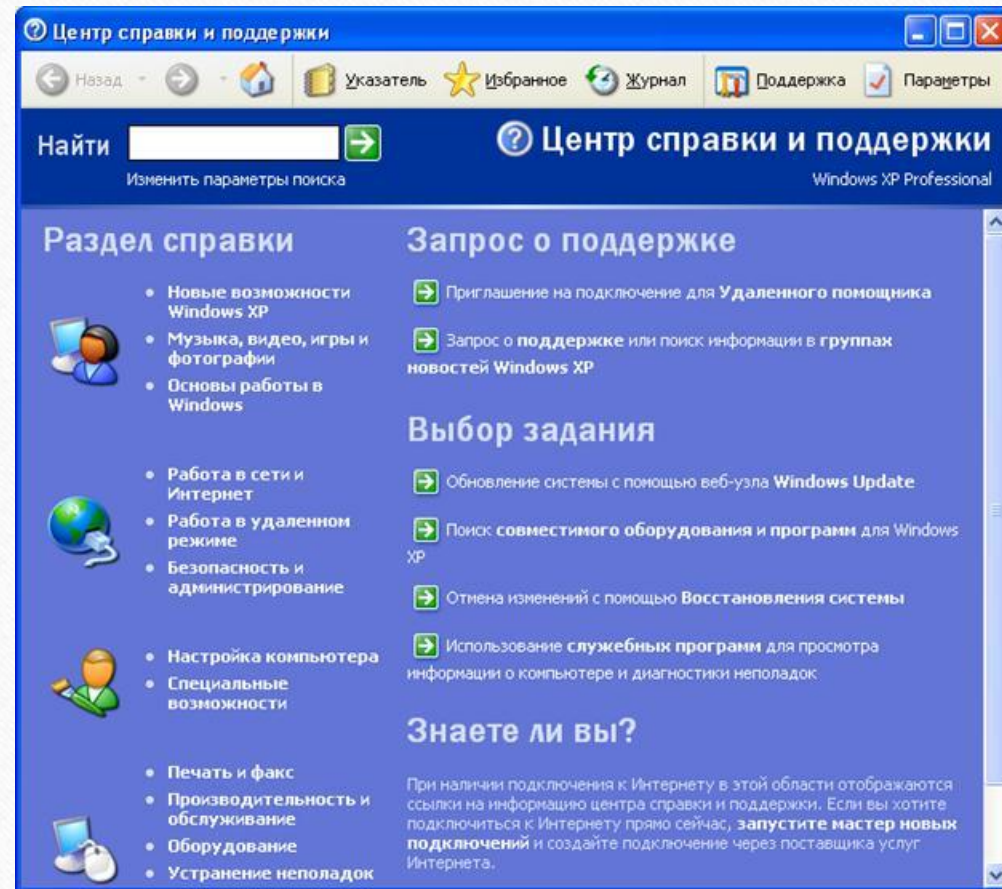 Центр справки и поддержки
Назад
Указатель
Избранное
Журнал
Поддержка
Параметры
Найти
Изменить параметры поиска
Центр справки и поддержки
Windows XP Professional
Раздел справки
Новые возможности
Windows XP
Музыка, видео, игры и
фотографии
Основы работы в
Windows
Работа в сети и
Интернет
Работа в удаленном
режиме
Безопасность и
администрирование
Настройка компьютера
Специальные
возможности
Печать и факс
Производительность и
обслуживание
Оборудование
Устранение неполадок
Запрос о поддержке
Приглашение на подключение для Удаленного помощника
Запрос о поддержке или поиск информации в группах
новостей Windows XP
Выбор задания
Обновление системы с помощью веб-узла Windows Update
Поиск совместимого оборудования и программ для Windows
XP
Отмена изменений с помощью Восстановления системы
Использование служебных программ для просмотра
информации о компьютере и диагностики неполадок
Знаете ли вы?
При наличии подключения к Интернету в этой области отображаются
ссылки на информацию центра справки и поддержки. Если вы хотите
подключиться к Интернету прямо сейчас, запустите мастер новых
подключений и создайте подключение через поставщика услуг
Интернета.